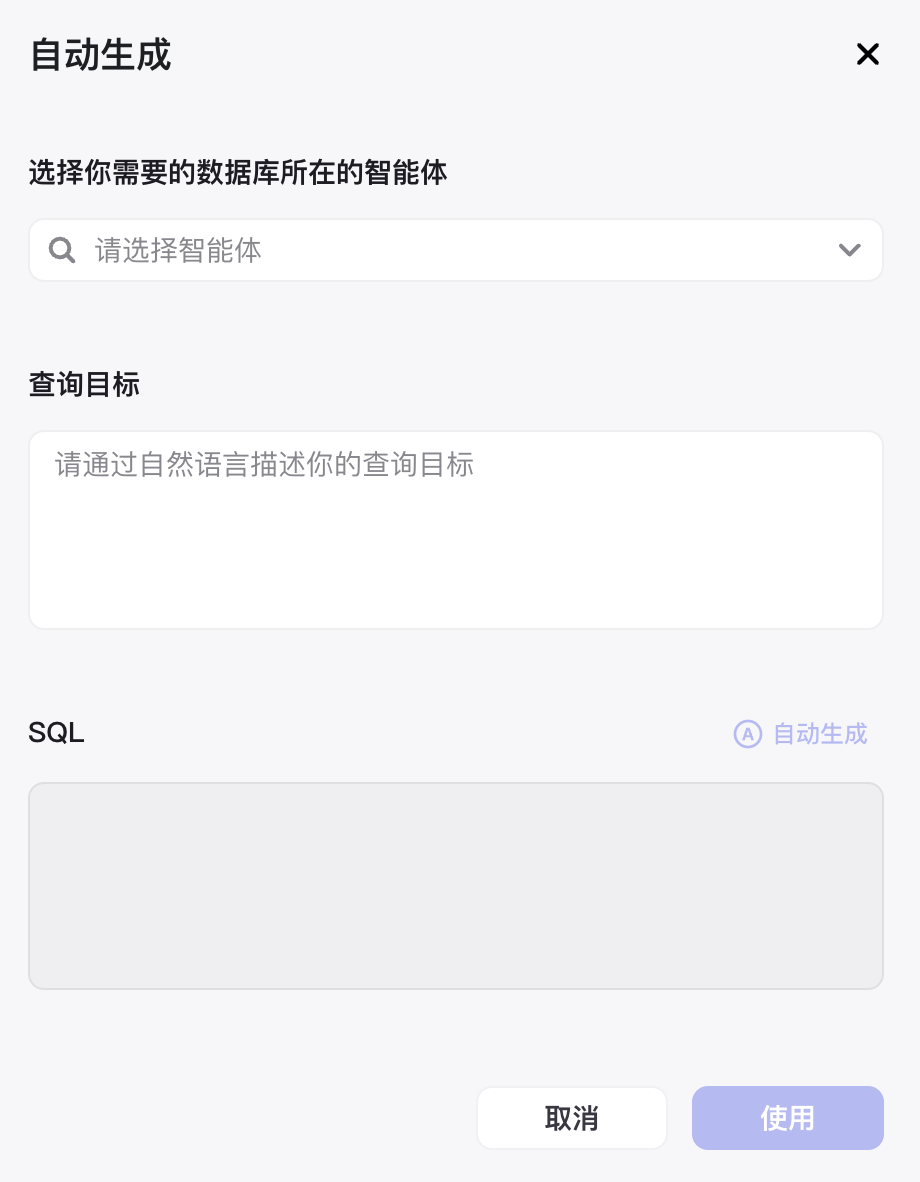 自动生成
选择你需要的数据库所在的智能体
请选择智能体
查询目标
请通过自然语言描述你的查询目标
SQL
A 自动生成
取消
使用